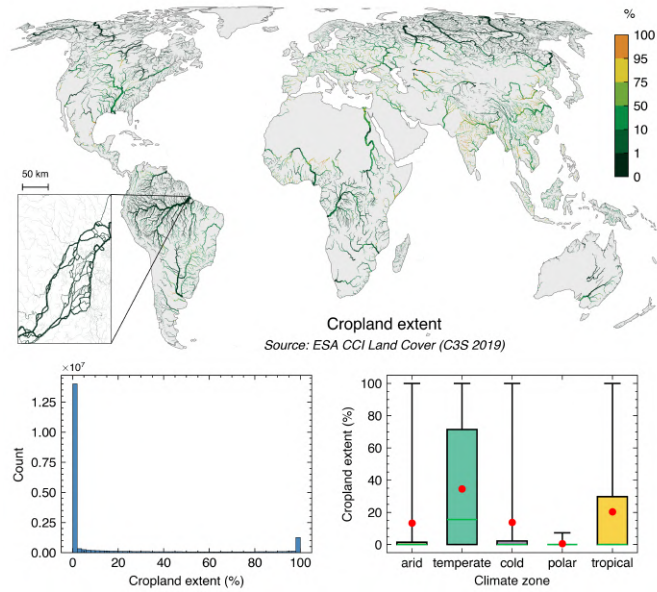 %
100
95
75
50
10
1
0
50 km
Cropland extent
Source: ESA CCI Land Cover (C3S 2019)
×10⁷
1.25
1.00
0.75
0.50
0.25
0.00
Count
0 20 40 60 80 100
Cropland extent (%)
100
80
60
40
20
0
Cropland extent (%)
arid temperate cold polar tropical
Climate zone